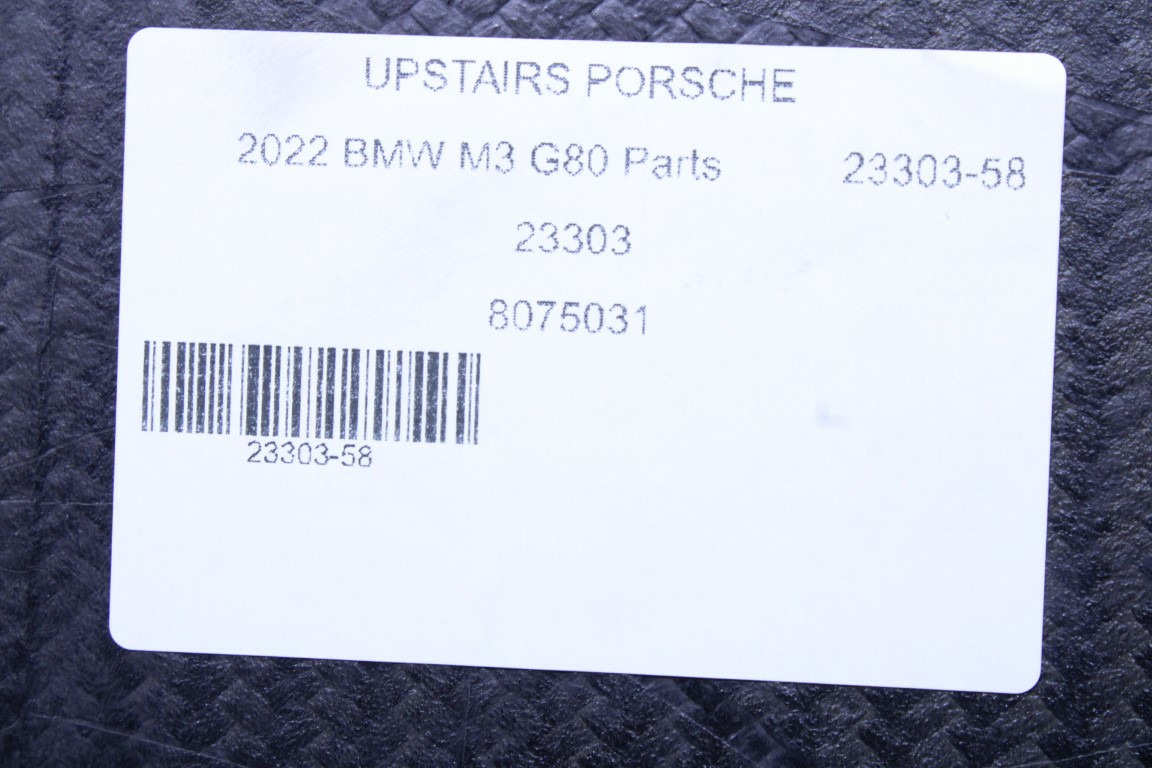 UPSTAIRS PORSCHE
2022 BMW M3 G80 Parts 23303-58
23303
8075031
23303-58